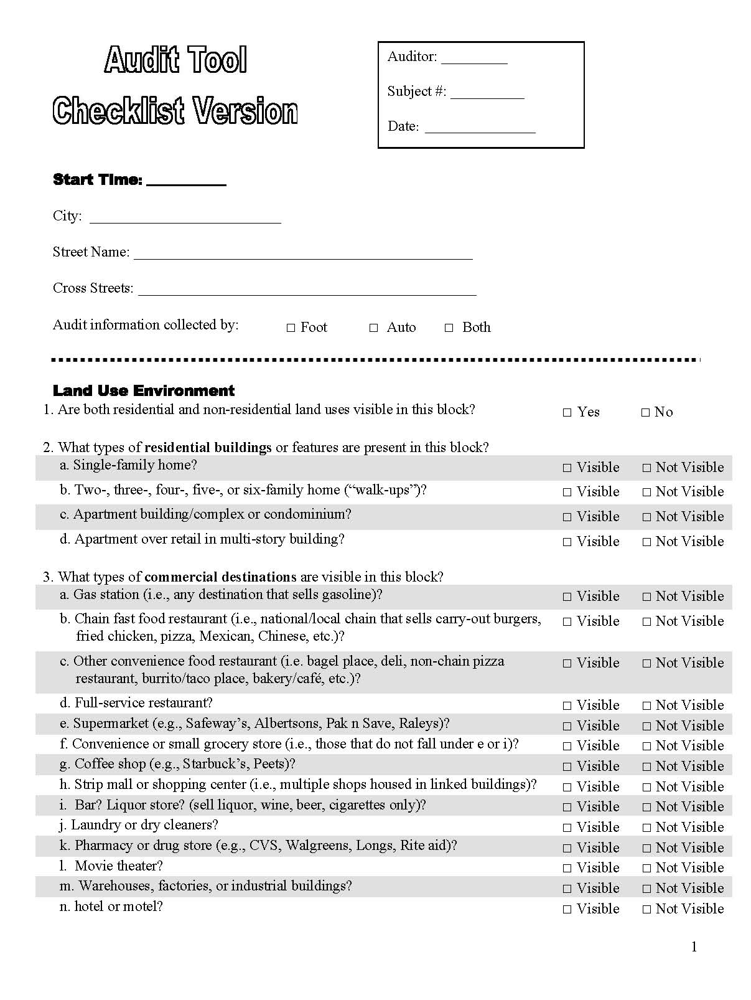 Audit Tool
Checklist Version
Auditor: _________
Subject #: __________
Date: _______________
Start Time: __________
City: __________________________
Street Name: ______________________________________________
Cross Streets: ______________________________________________
Audit information collected by: □ Foot □ Auto □ Both
Land Use Environment
1. Are both residential and non-residential land uses visible in this block? □ Yes □ No
2. What types of residential buildings or features are present in this block?
a. Single-family home? □ Visible □ Not Visible
b. Two-, three-, four-, five-, or six-family home (“walk-ups”)? □ Visible □ Not Visible
c. Apartment building/complex or condominium? □ Visible □ Not Visible
d. Apartment over retail in multi-story building? □ Visible □ Not Visible
3. What types of commercial destinations are visible in this block?
a. Gas station (i.e., any destination that sells gasoline)? □ Visible □ Not Visible
b. Chain fast food restaurant (i.e., national/local chain that sells carry-out burgers, □ Visible □ Not Visible
fried chicken, pizza, Mexican, Chinese, etc.)?
c. Other convenience food restaurant (i.e. bagel place, deli, non-chain pizza □ Visible □ Not Visible
restaurant, burrito/taco place, bakery/café, etc.)?
d. Full-service restaurant? □ Visible □ Not Visible
e. Supermarket (e.g., Safeway’s, Albertsons, Pak n Save, Raleys)? □ Visible □ Not Visible
f. Convenience or small grocery store (i.e., those that do not fall under e or i)? □ Visible □ Not Visible
g. Coffee shop (e.g., Starbuck’s, Peets)? □ Visible □ Not Visible
h. Strip mall or shopping center (i.e., multiple shops housed in linked buildings)? □ Visible □ Not Visible
i. Bar? Liquor store? (sell liquor, wine, beer, cigarettes only)? □ Visible □ Not Visible
j. Laundry or dry cleaners? □ Visible □ Not Visible
k. Pharmacy or drug store (e.g., CVS, Walgreens, Longs, Rite aid)? □ Visible □ Not Visible
l. Movie theater? □ Visible □ Not Visible
m. Warehouses, factories, or industrial buildings? □ Visible □ Not Visible
n. hotel or motel? □ Visible □ Not Visible
1